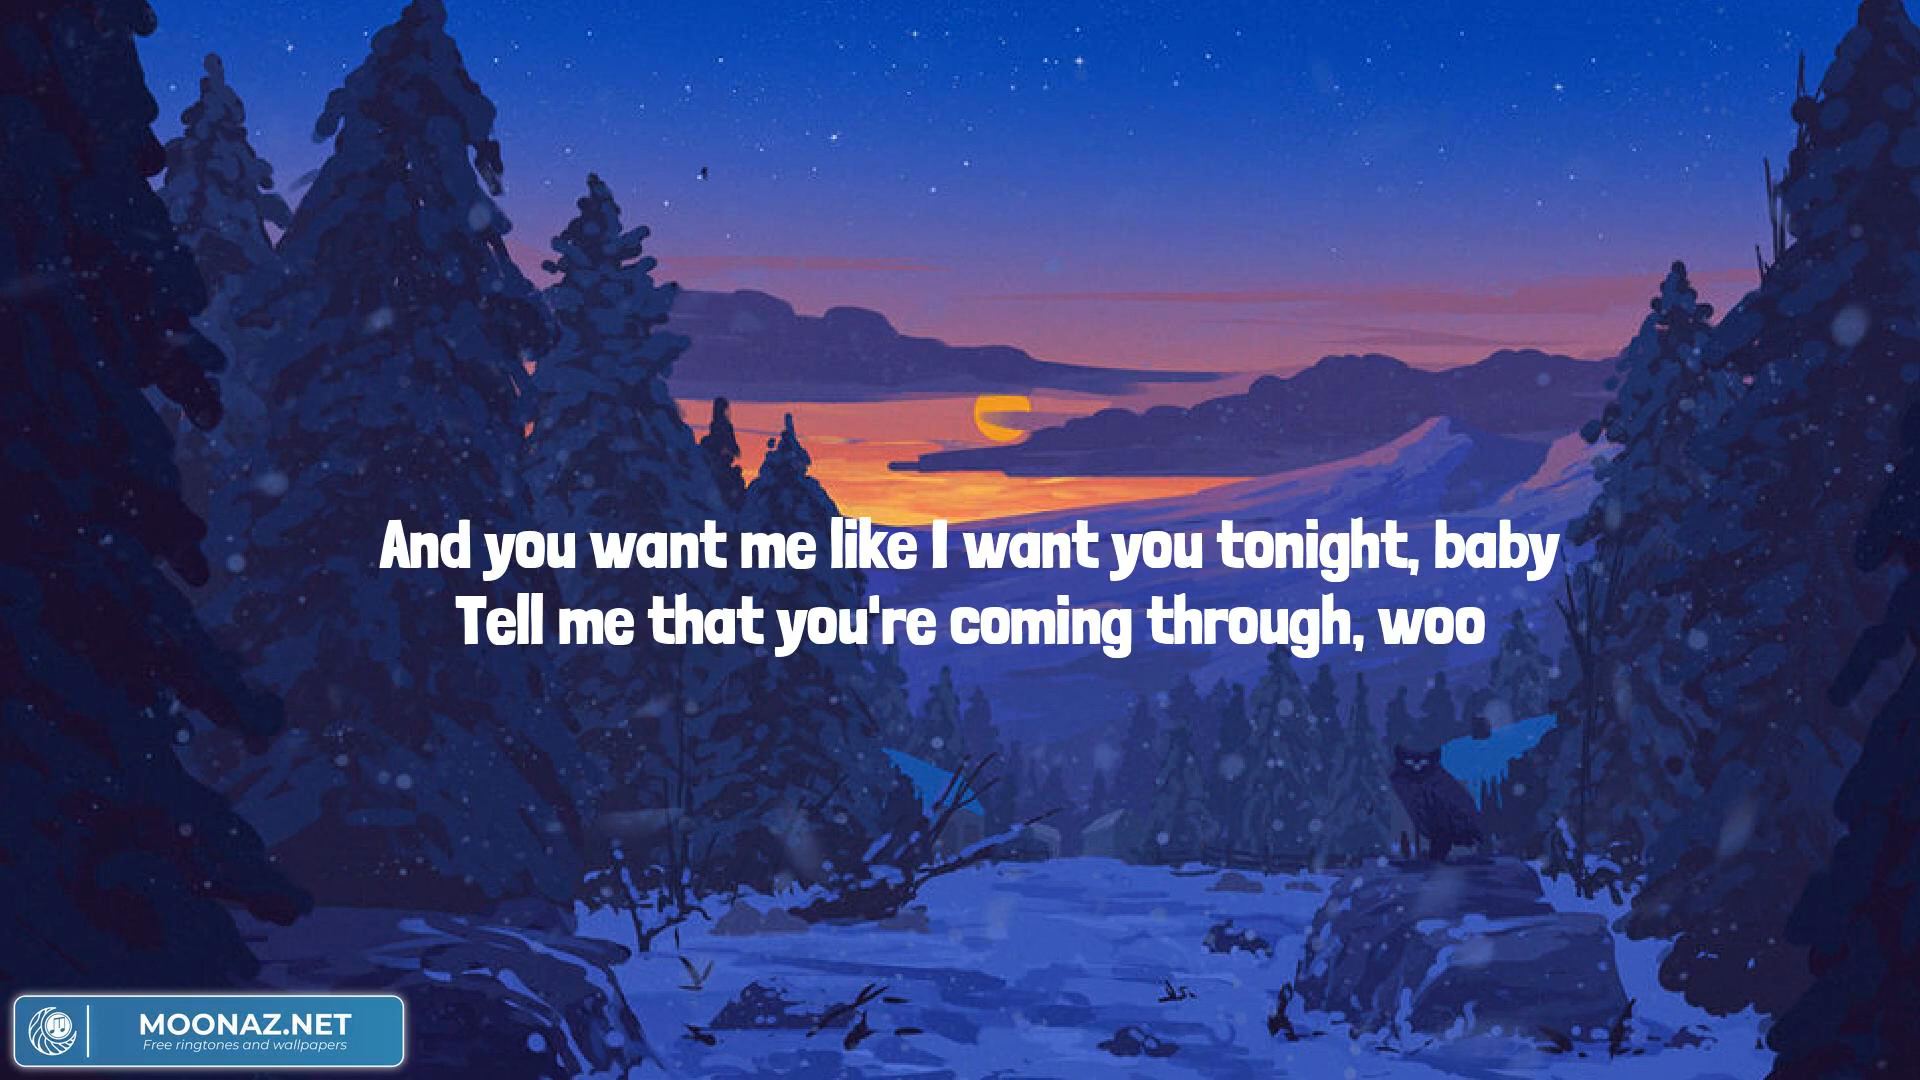 And you want me like I want you tonight, baby
Tell me that you're coming through, woo
MOONAZ.NET
Free ringtones and wallpapers